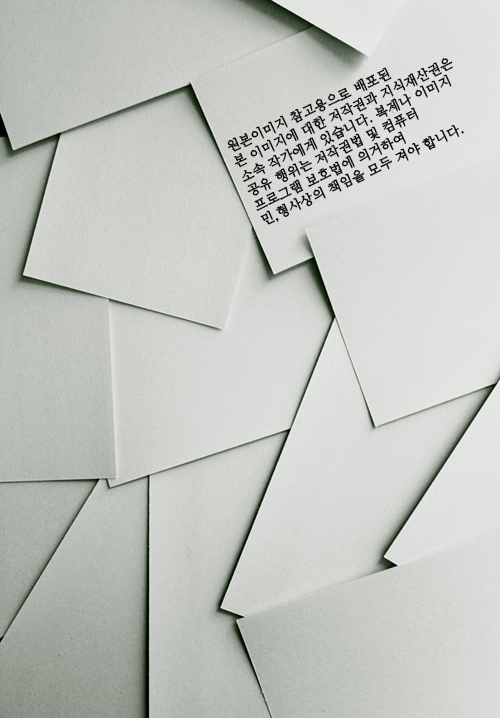 원본이미지 참고용으로 배포된
본 이미지에 대한 저작권과 지식재산권은
소속 작가에게 있습니다. 복제나 이미지
공유 행위는 저작권법 및 컴퓨터
프로그램 보호법에 의거하여
민,형사상의 책임을 모두 져야 합니다.